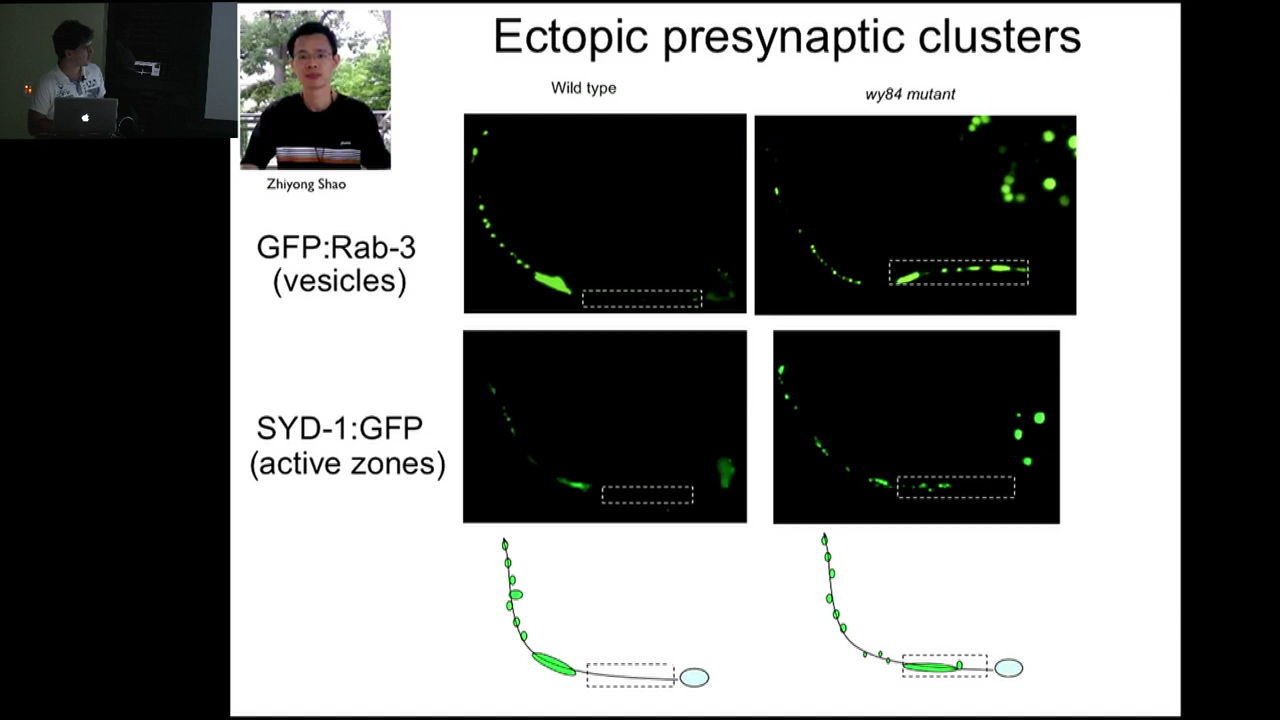 Ectopic presynaptic clusters
Wild type
wy84 mutant
Zhiyong Shao
GFP:Rab-3
(vesicles)
SYD-1:GFP
(active zones)